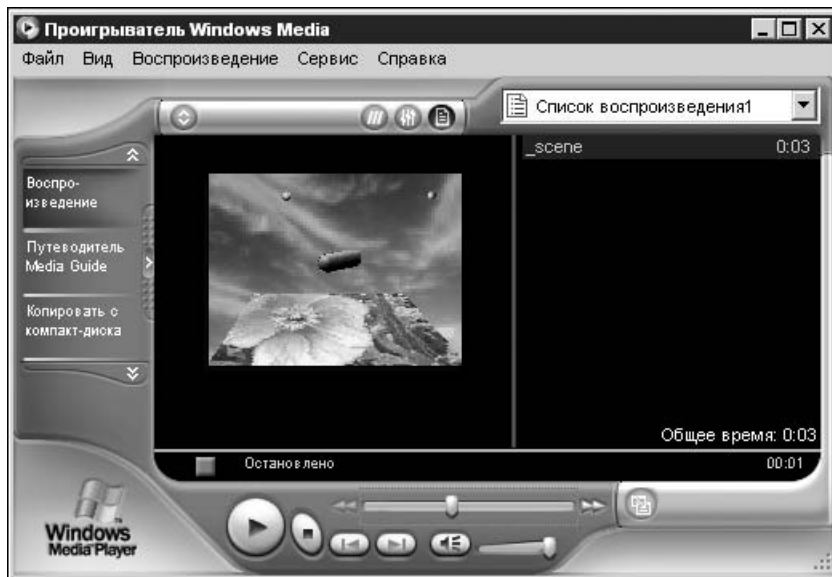 Проигрыватель Windows Media
Файл Вид Воспроизведение Сервис Справка
Список воспроизведения1
_scene 0:03
Воспро-
изведение
Путеводитель
Media Guide
Копировать с
компакт-диска
Общее время: 0:03
Остановлено 00:01
Windows
Media Player